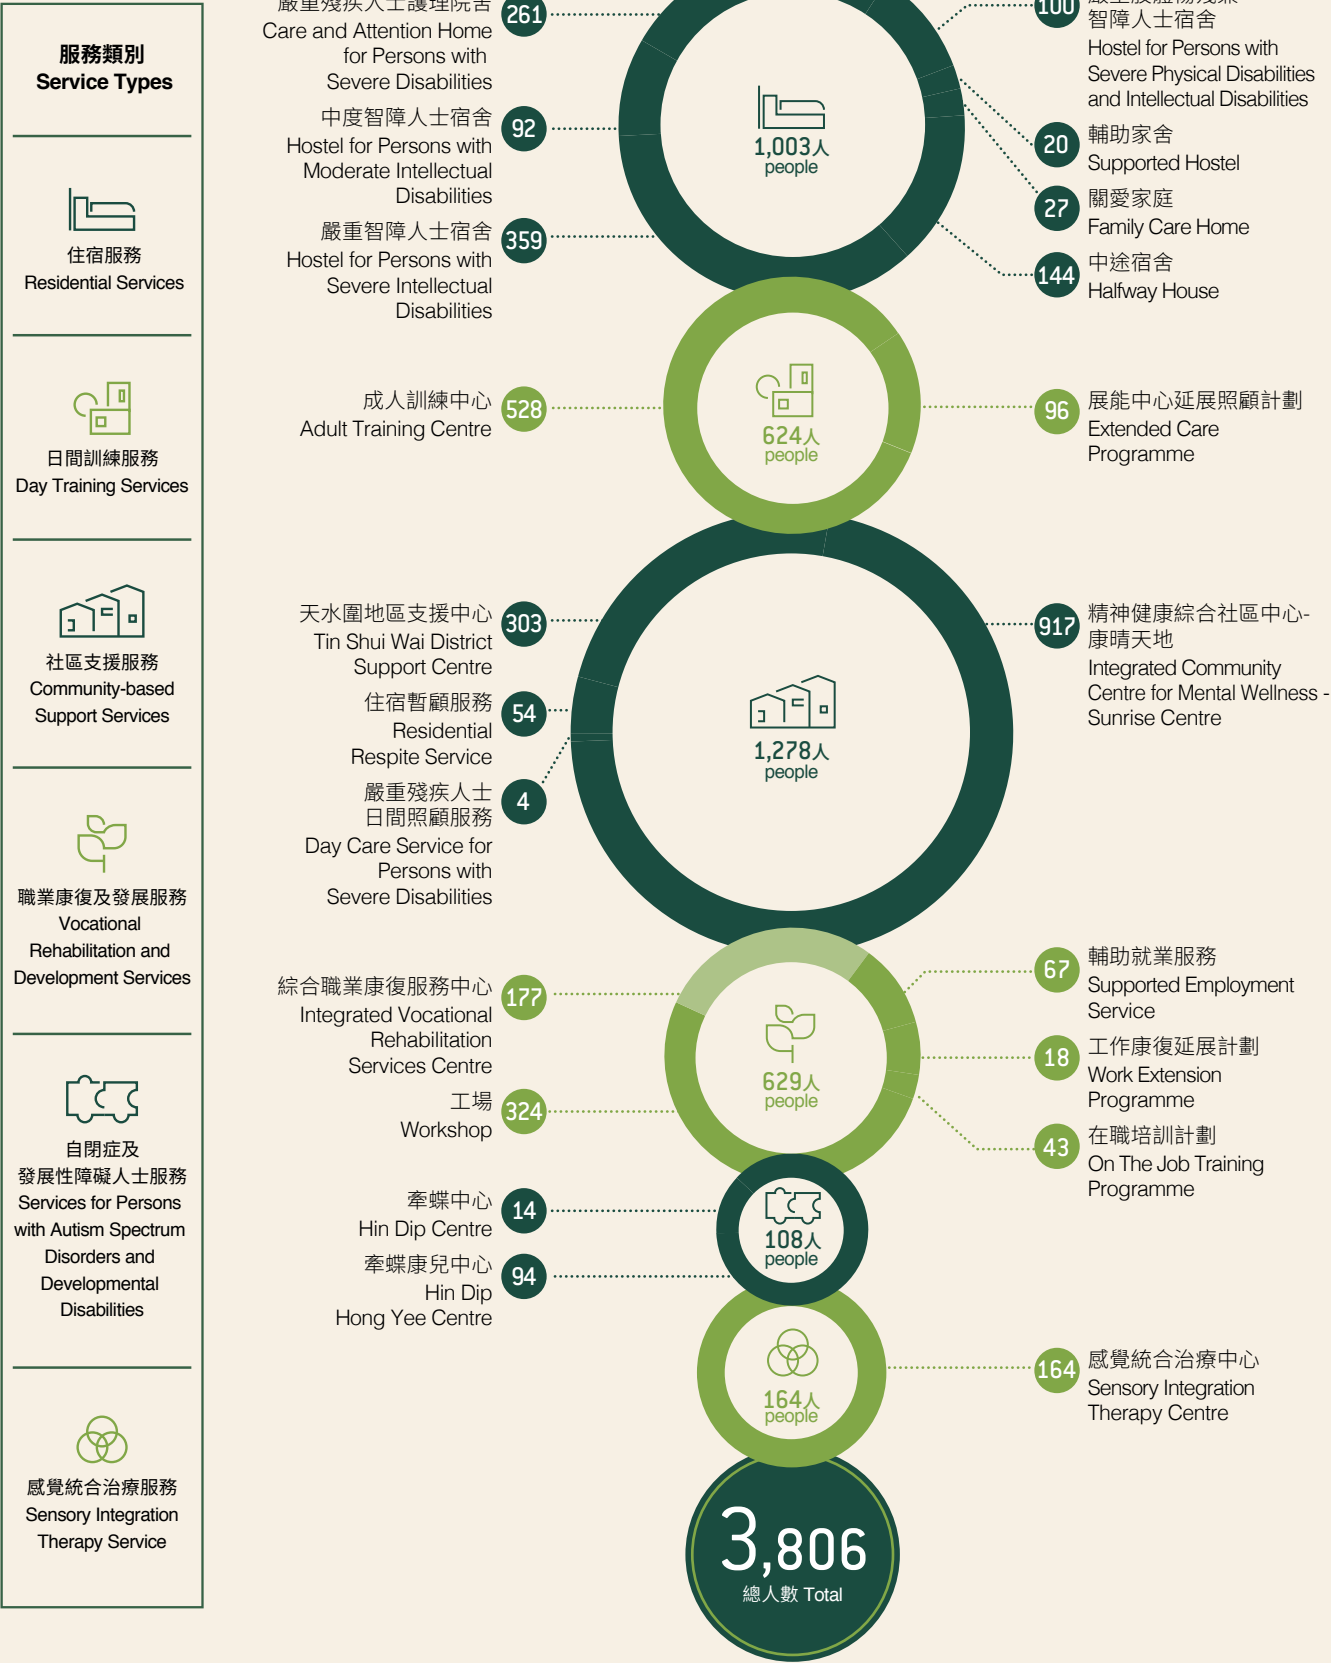 服務類別
Service Types
住宿服務
Residential Services
日間訓練服務
Day Training Services
社區支援服務
Community-based
Support Services
職業康復及發展服務
Vocational
Rehabilitation and
Development Services
自閉症及
發展性障礙人士服務
Services for Persons
with Autism Spectrum
Disorders and
Developmental
Disabilities
感覺統合治療服務
Sensory Integration
Therapy Service
嚴重殘疾人士護理院舍
261
Care and Attention Home
for Persons with
Severe Disabilities
中度智障人士宿舍
92
Hostel for Persons with
Moderate Intellectual
Disabilities
嚴重智障人士宿舍
359
Hostel for Persons with
Severe Intellectual
Disabilities
1,003人
people
100
智障人士宿舍
Hostel for Persons with
Severe Physical Disabilities
and Intellectual Disabilities
20
輔助家舍
Supported Hostel
27
關愛家庭
Family Care Home
144
中途宿舍
Halfway House
成人訓練中心
528
Adult Training Centre
624人
people
96
展能中心延展照顧計劃
Extended Care
Programme
天水圍地區支援中心
303
Tin Shui Wai District
Support Centre
住宿暫顧服務
54
Residential
Respite Service
嚴重殘疾人士
4
日間照顧服務
Day Care Service for
Persons with
Severe Disabilities
1,278人
people
917
精神健康綜合社區中心-
康晴天地
Integrated Community
Centre for Mental Wellness -
Sunrise Centre
綜合職業康復服務中心
177
Integrated Vocational
Rehabilitation
Services Centre
工場
324
Workshop
629人
people
67
輔助就業服務
Supported Employment
Service
18
工作康復延展計劃
Work Extension
Programme
43
在職培訓計劃
On The Job Training
Programme
牽蝶中心
14
Hin Dip Centre
牽蝶康兒中心
94
Hin Dip
Hong Yee Centre
108人
people
164人
people
164
感覺統合治療中心
Sensory Integration
Therapy Centre
3,806
總人數 Total